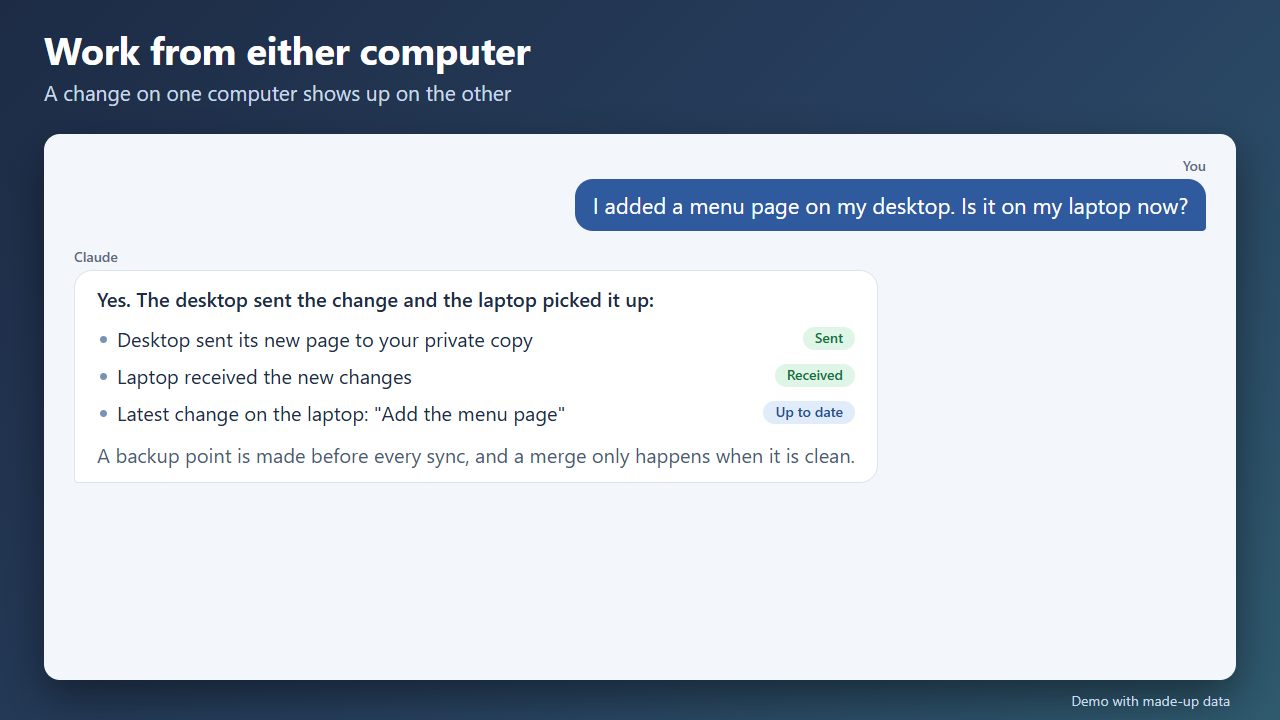 Work from either computer
A change on one computer shows up on the other
You
I added a menu page on my desktop. Is it on my laptop now?
Claude
Yes. The desktop sent the change and the laptop picked it up:
Desktop sent its new page to your private copy Sent
Laptop received the new changes Received
Latest change on the laptop: "Add the menu page" Up to date
A backup point is made before every sync, and a merge only happens when it is clean.
Demo with made-up data